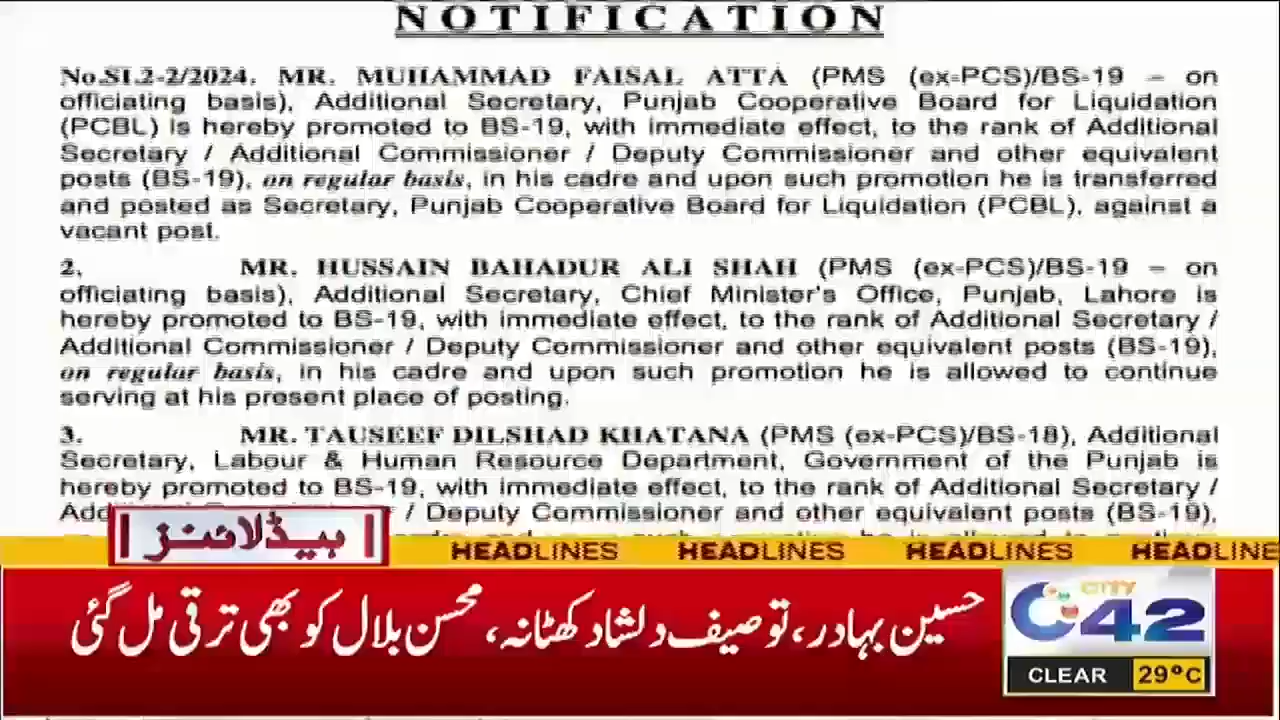 NOTIFICATION
No.SI.2-2/2024. MR. MUHAMMAD FAISAL ATTA (PMS (ex-PCS)/BS-19 – on
officiating basis), Additional Secretary, Punjab Cooperative Board for Liquidation
(PCBL) is hereby promoted to BS-19, with immediate effect, to the rank of Additional
Secretary / Additional Commissioner / Deputy Commissioner and other equivalent
posts (BS-19), on regular basis, in his cadre and upon such promotion he is transferred
and posted as Secretary, Punjab Cooperative Board for Liquidation (PCBL), against a
vacant post.
2. MR. HUSSAIN BAHADUR ALI SHAH (PMS (ex-PCS)/BS-19 – on
officiating basis), Additional Secretary, Chief Minister's Office, Punjab, Lahore is
hereby promoted to BS-19, with immediate effect, to the rank of Additional Secretary /
Additional Commissioner / Deputy Commissioner and other equivalent posts (BS-19),
on regular basis, in his cadre and upon such promotion he is allowed to continue
serving at his present place of posting.
3. MR. TAUSEEF DILSHAD KHATANA (PMS (ex-PCS)/BS-18), Additional
Secretary, Labour & Human Resource Department, Government of the Punjab is
hereby promoted to BS-19, with immediate effect, to the rank of Additional Secretary /
/ Deputy Commissioner and other equivalent posts (BS-19),
ہیڈلائنز
HEADLINES HEADLINES HEADLINES HEADLINE
حسین بہادر، توصیف دلشاد کھٹانہ، محسن بلال کو بھی ترقی مل گئی
CITY
42
CLEAR 29°C